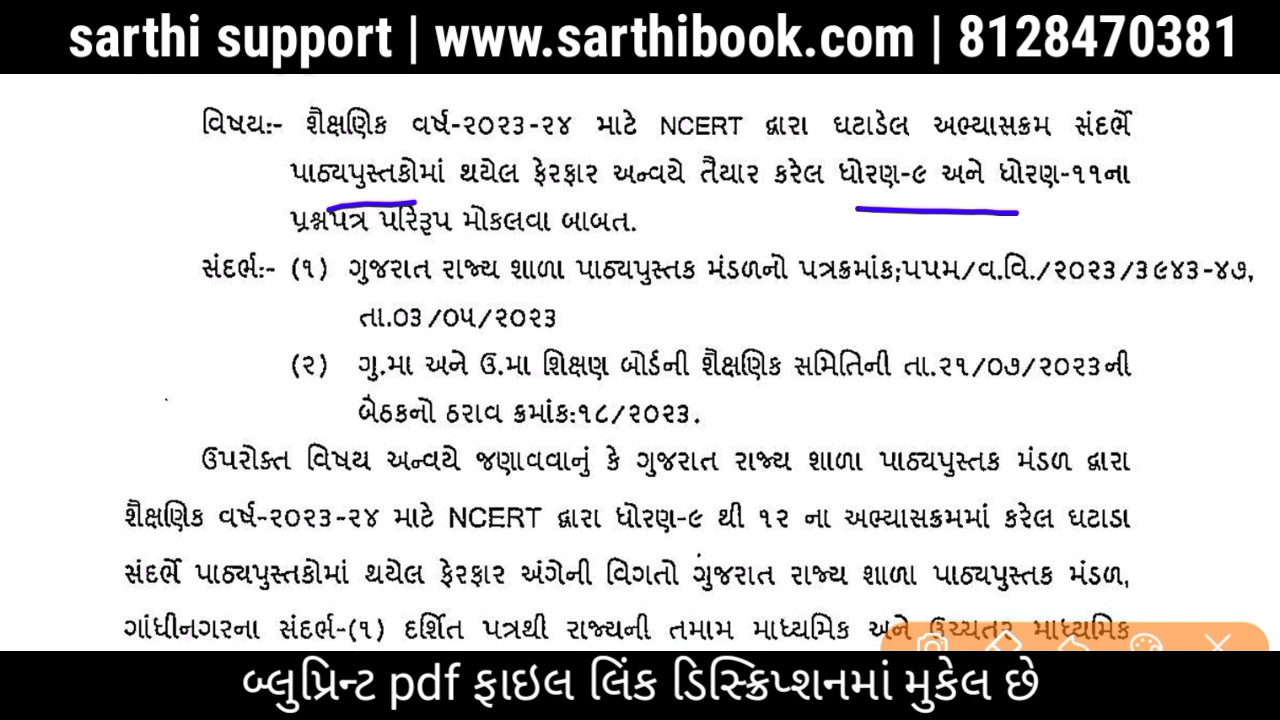 sarthi support | www.sarthibook.com | 8128470381
વિષય:- શૈક્ષણિક વર્ષ-૨૦૨૩-૨૪ માટે NCERT દ્વારા ઘટાડેલ અભ્યાસક્રમ સંદર્ભે
પાઠ્યપુસ્તકોમાં થયેલ ફેરફાર અન્વયે તૈયાર કરેલ ધોરણ-૯ અને ધોરણ-૧૧ના
પ્રશ્નપત્ર પરિરૂપ મોકલવા બાબત.
સંદર્ભ:- (૧) ગુજરાત રાજ્ય શાળા પાઠ્યપુસ્તક મંડળનો પત્રક્રમાંક;પપમ/વ.વિ./૨૦૨૩/૩૯૪૩-૪૭,
તા.૦૩/૦૫/૨૦૨૩
(૨) ગુ.મા અને ઉ.મા શિક્ષણ બોર્ડની શૈક્ષણિક સમિતિની તા.૨૧/૦૭/૨૦૨૩ની
બેઠકનો ઠરાવ ક્રમાંક:૧૮/૨૦૨૩.
ઉપરોક્ત વિષય અન્વયે જણાવવાનું કે ગુજરાત રાજ્ય શાળા પાઠ્યપુસ્તક મંડળ દ્વારા
શૈક્ષણિક વર્ષ-૨૦૨૩-૨૪ માટે NCERT દ્વારા ધોરણ-૯ થી ૧૨ ના અભ્યાસક્રમમાં કરેલ ઘટાડા
સંદર્ભે પાઠ્યપુસ્તકોમાં થયેલ ફેરફાર અંગેની વિગતો ગુજરાત રાજ્ય શાળા પાઠ્યપુસ્તક મંડળ,
ગાંધીનગરના સંદર્ભ-(૧) દર્શિત પત્રથી રાજ્યની તમામ માધ્યમિક અને ઉચ્ચતર માધ્યમિક
બ્લુપ્રિન્ટ pdf ફાઇલ લિંક ડિસ્ક્રિપ્શનમાં મુકેલ છે